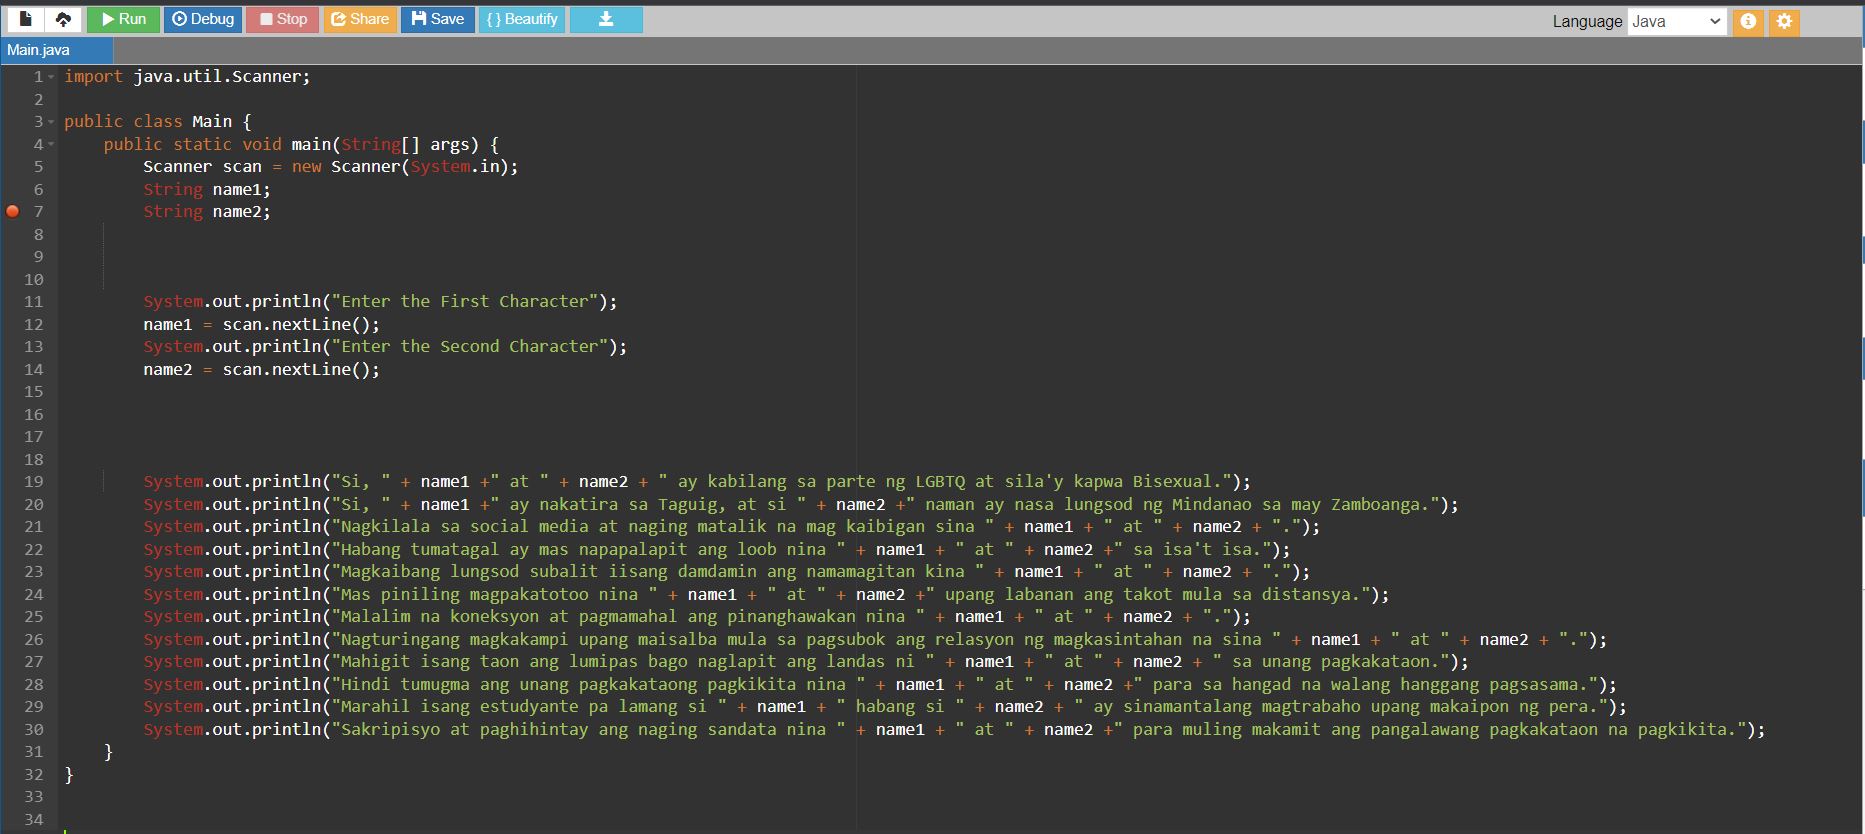 Run Debug Stop Share Save { } Beautify Language Java
Main.java
1 import java.util.Scanner;
2
3 public class Main {
4 public static void main(String[] args) {
5 Scanner scan = new Scanner(System.in);
6 String name1;
7 String name2;
8
9
10
11 System.out.println("Enter the First Character");
12 name1 = scan.nextLine();
13 System.out.println("Enter the Second Character");
14 name2 = scan.nextLine();
15
16
17
18
19 System.out.println("Si, " + name1 +" at " + name2 + " ay kabilang sa parte ng LGBTQ at sila'y kapwa Bisexual.");
20 System.out.println("Si, " + name1 +" ay nakatira sa Taguig, at si " + name2 +" naman ay nasa lungsod ng Mindanao sa may Zamboanga.");
21 System.out.println("Nagkilala sa social media at naging matalik na mag kaibigan sina " + name1 + " at " + name2 + ".");
22 System.out.println("Habang tumatagal ay mas napapalapit ang loob nina " + name1 + " at " + name2 +" sa isa't isa.");
23 System.out.println("Magkaibang lungsod subalit iisang damdamin ang namamagitan kina " + name1 + " at " + name2 + ".");
24 System.out.println("Mas piniling magpakatotoo nina " + name1 + " at " + name2 +" upang labanan ang takot mula sa distansya.");
25 System.out.println("Malalim na koneksyon at pagmamahal ang pinanghawakan nina " + name1 + " at " + name2 + ".");
26 System.out.println("Nagturingang magkakampi upang maisalba mula sa pagsubok ang relasyon ng magkasintahan na sina " + name1 + " at " + name2 + ".");
27 System.out.println("Mahigit isang taon ang lumipas bago naglapit ang landas ni " + name1 + " at " + name2 + " sa unang pagkakataon.");
28 System.out.println("Hindi tumugma ang unang pagkakataong pagkikita nina " + name1 + " at " + name2 +" para sa hangad na walang hanggang pagsasama.");
29 System.out.println("Marahil isang estudyante pa lamang si " + name1 + " habang si " + name2 + " ay sinamantalang magtrabaho upang makaipon ng pera.");
30 System.out.println("Sakripisyo at paghihintay ang naging sandata nina " + name1 + " at " + name2 +" para muling makamit ang pangalawang pagkakataon na pagkikita.");
31 }
32 }
33
34